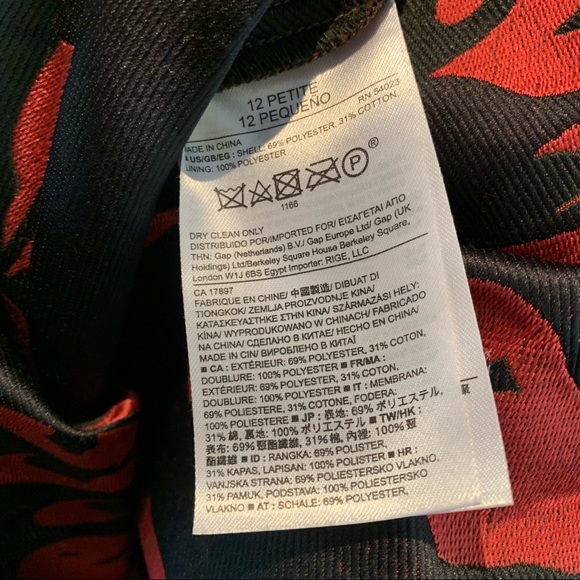 12 PETITE
12 PEQUEÑO
RN 54023
MADE IN CHINA
US/GB/EG : SHELL: 69% POLYESTER, 31% COTTON.
LINING: 100% POLYESTER
P ®
1166
DRY CLEAN ONLY
DISTRIBUIDO POR/IMPORTED FOR/ ΕΙΣΑΓΕΤΑΙ ΑΠΟ
ΤΗΝ: Gap (Netherlands) B.V./ Gap Europe Ltd/ Gap (UK
Holdings) Ltd/Berkeley Square House Berkeley Square,
London W1J 6BS Egypt Importer: RIGE, LLC
CA 17897
FABRIQUE EN CHINE/ 中國製造/ DIBUAT DI
TIONGKOK/ ZEMLJA PROIZVODNJE KINA/
ΚΑΤΑΣΚΕΥΑΣΤΗΚΕ ΣΤΗΝ ΚΙΝΑ/ SZÁRMAZÁSI HELY:
KÍNA/ WYPRODUKOWANO W CHINACH/ FABRICADO
NA CHINA/ СДЕЛАНО В КИТАЕ/ HECHO EN CHINA/
MADE IN CIN/ ВИРОБЛЕНО В КИТАЇ
■ CA : EXTÉRIEUR: 69% POLYESTER, 31% COTON.
DOUBLURE: 100% POLYESTER ■ FR/MA :
EXTÉRIEUR: 69% POLYESTER, 31% COTON.
DOUBLURE: 100% POLYESTER ■ IT : MEMBRANA:
69% POLIESTERE, 31% COTONE, FODERA:
100% POLIESTERE ■ JP : 表地: 69% ポリエステル,
31% 綿, 裏地: 100% ポリエステル ■ TW/HK :
表布: 69% 聚酯纖維, 31% 棉, 內裡: 100% 聚
酯纖維 ■ ID : RANGKA: 69% POLIESTER,
31% KAPAS, LAPISAN: 100% POLISTER ■ HR :
VANJSKA STRANA: 69% POLIESTERSKO VLAKNO,
31% PAMUK, PODSTAVA: 100% POLIESTERSKO
VLAKNO ■ AT : SCHALE: 69% POLYESTER,